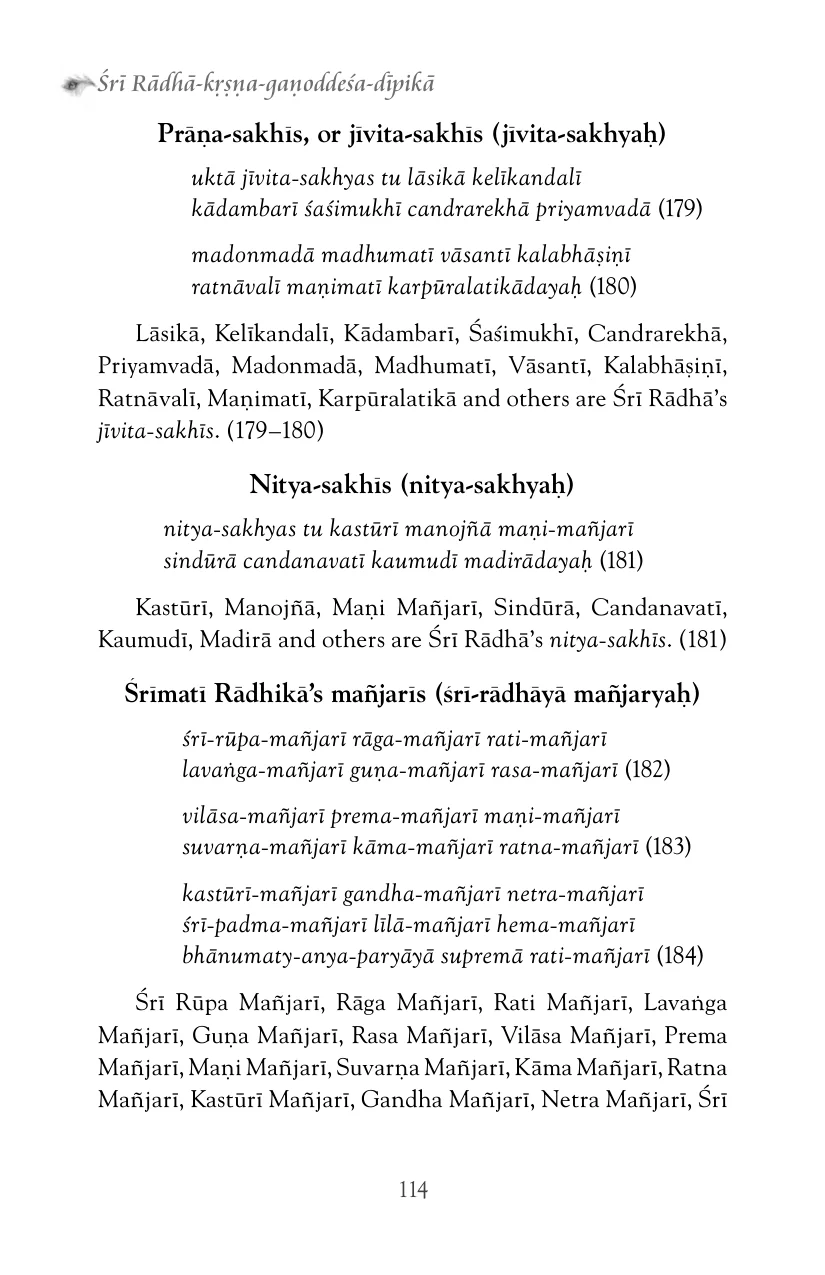 Śrī Rādhā-kṛṣṇa-gaṇoddeśa-dīpikā
Prāṇa-sakhīs, or jīvita-sakhīs (jīvita-sakhyaḥ)
uktā jīvita-sakhyas tu lāsikā kelīkandalī
kādambarī śaśimukhī candrarekhā priyamvadā (179)
madonmadā madhumatī vāsantī kalabhāṣiṇī
ratnāvalī maṇimatī karpūralatikādayaḥ (180)
Lāsikā, Kelīkandalī, Kādambarī, Śaśimukhī, Candrarekhā,
Priyamvadā, Madonmadā, Madhumatī, Vāsantī, Kalabhāṣiṇī,
Ratnāvalī, Maṇimatī, Karpūralatikā and others are Śrī Rādhā’s
jīvita-sakhīs. (179–180)
Nitya-sakhīs (nitya-sakhyaḥ)
nitya-sakhyas tu kastūrī manojñā maṇi-mañjarī
sindūrā candanavatī kaumudī madirādayaḥ (181)
Kastūrī, Manojñā, Maṇi Mañjarī, Sindūrā, Candanavatī,
Kaumudī, Madirā and others are Śrī Rādhā’s nitya-sakhīs. (181)
Śrīmatī Rādhikā’s mañjarīs (śrī-rādhāyā mañjaryaḥ)
śrī-rūpa-mañjarī rāga-mañjarī rati-mañjarī
lavaṅga-mañjarī guṇa-mañjarī rasa-mañjarī (182)
vilāsa-mañjarī prema-mañjarī maṇi-mañjarī
suvarṇa-mañjarī kāma-mañjarī ratna-mañjarī (183)
kastūrī-mañjarī gandha-mañjarī netra-mañjarī
śrī-padma-mañjarī līlā-mañjarī hema-mañjarī
bhānumaty-anya-paryāyā supremā rati-mañjarī (184)
Śrī Rūpa Mañjarī, Rāga Mañjarī, Rati Mañjarī, Lavaṅga
Mañjarī, Guṇa Mañjarī, Rasa Mañjarī, Vilāsa Mañjarī, Prema
Mañjarī, Maṇi Mañjarī, Suvarṇa Mañjarī, Kāma Mañjarī, Ratna
Mañjarī, Kastūrī Mañjarī, Gandha Mañjarī, Netra Mañjarī, Śrī
114